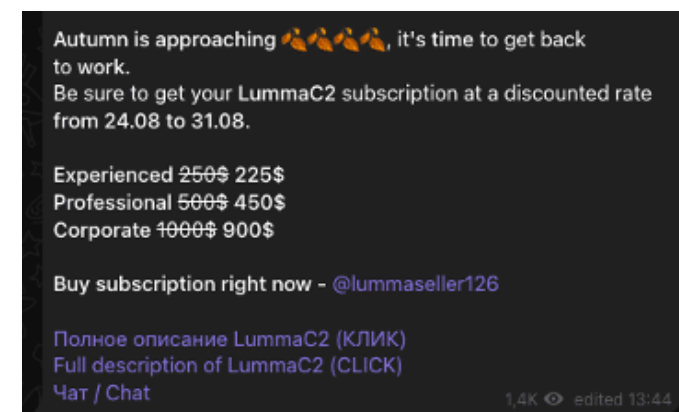 Autumn is approaching 🍂🍂🍂🍂, it's time to get back
to work.
Be sure to get your LummaC2 subscription at a discounted rate
from 24.08 to 31.08.
Experienced 250$ 225$
Professional 500$ 450$
Corporate 1000$ 900$
Buy subscription right now - @lummaseller126
Полное описание LummaC2 (КЛИК)
Full description of LummaC2 (CLICK)
Чат / Chat
1,4K edited 13:44